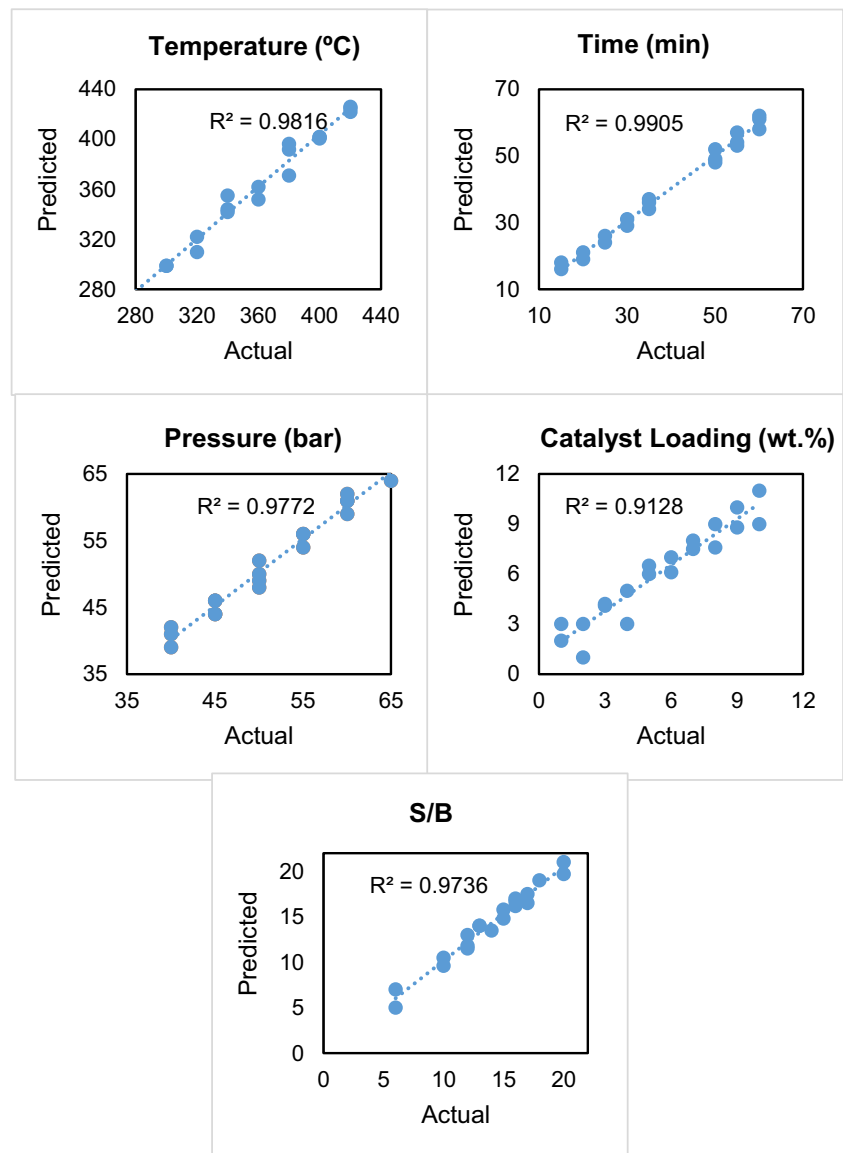 Temperature (ºC)
440
400
360
320
280
280 320 360 400 440
R² = 0.9816
Predicted
Actual
Time (min)
70
50
30
10
10 30 50 70
R² = 0.9905
Predicted
Actual
Pressure (bar)
65
55
45
35
35 45 55 65
R² = 0.9772
Predicted
Actual
Catalyst Loading (wt.%)
12
9
6
3
0
0 3 6 9 12
R² = 0.9128
Predicted
Actual
S/B
20
15
10
5
0
0 5 10 15 20
R² = 0.9736
Predicted
Actual